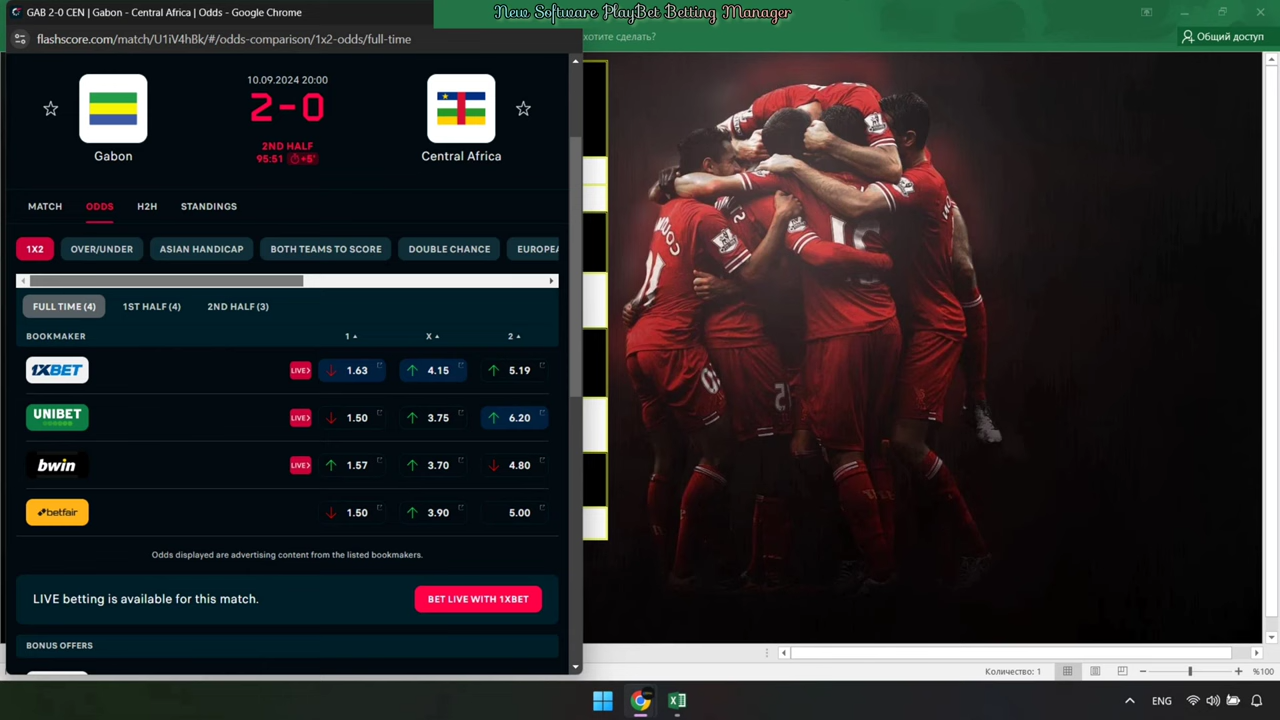 GAB 2-0 CEN | Gabon - Central Africa | Odds - Google Chrome
New Software PlayBet Betting Manager
flashscore.com/match/U1iV4hBk/#/odds-comparison/1x2-odds/full-time
хотите сделать?
Общий доступ
10.09.2024 20:00
2-0
Gabon
Central Africa
2ND HALF
95:51 +5'
MATCH ODDS H2H STANDINGS
1X2 OVER/UNDER ASIAN HANDICAP BOTH TEAMS TO SCORE DOUBLE CHANCE EUROPEA
FULL TIME (4) 1ST HALF (4) 2ND HALF (3)
BOOKMAKER 1 X 2
1XBET LIVE 1.63 4.15 5.19
UNIBET LIVE 1.50 3.75 6.20
bwin LIVE 1.57 3.70 4.80
betfair 1.50 3.90 5.00
Odds displayed are advertising content from the listed bookmakers.
LIVE betting is available for this match. BET LIVE WITH 1XBET
BONUS OFFERS
Количество: 1
%100
ENG